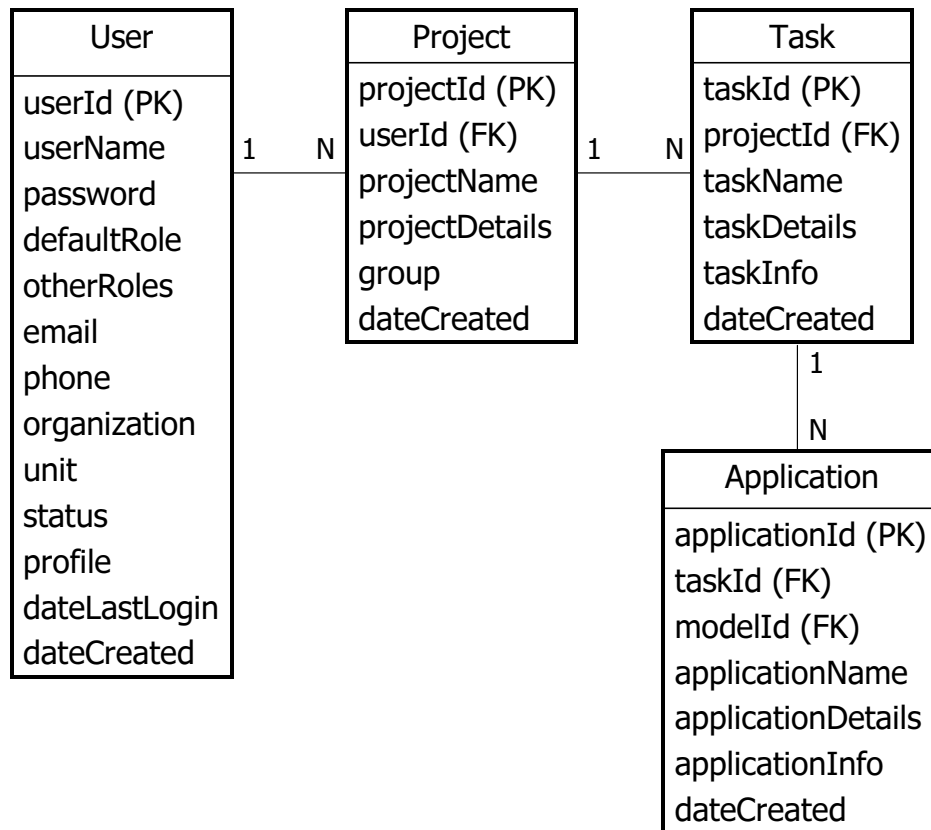 User
userId (PK)
userName
password
defaultRole
otherRoles
email
phone
organization
unit
status
profile
dateLastLogin
dateCreated
1 N
Project
projectId (PK)
userId (FK)
projectName
projectDetails
group
dateCreated
1 N
Task
taskId (PK)
projectId (FK)
taskName
taskDetails
taskInfo
dateCreated
1
N
Application
applicationId (PK)
taskId (FK)
modelId (FK)
applicationName
applicationDetails
applicationInfo
dateCreated